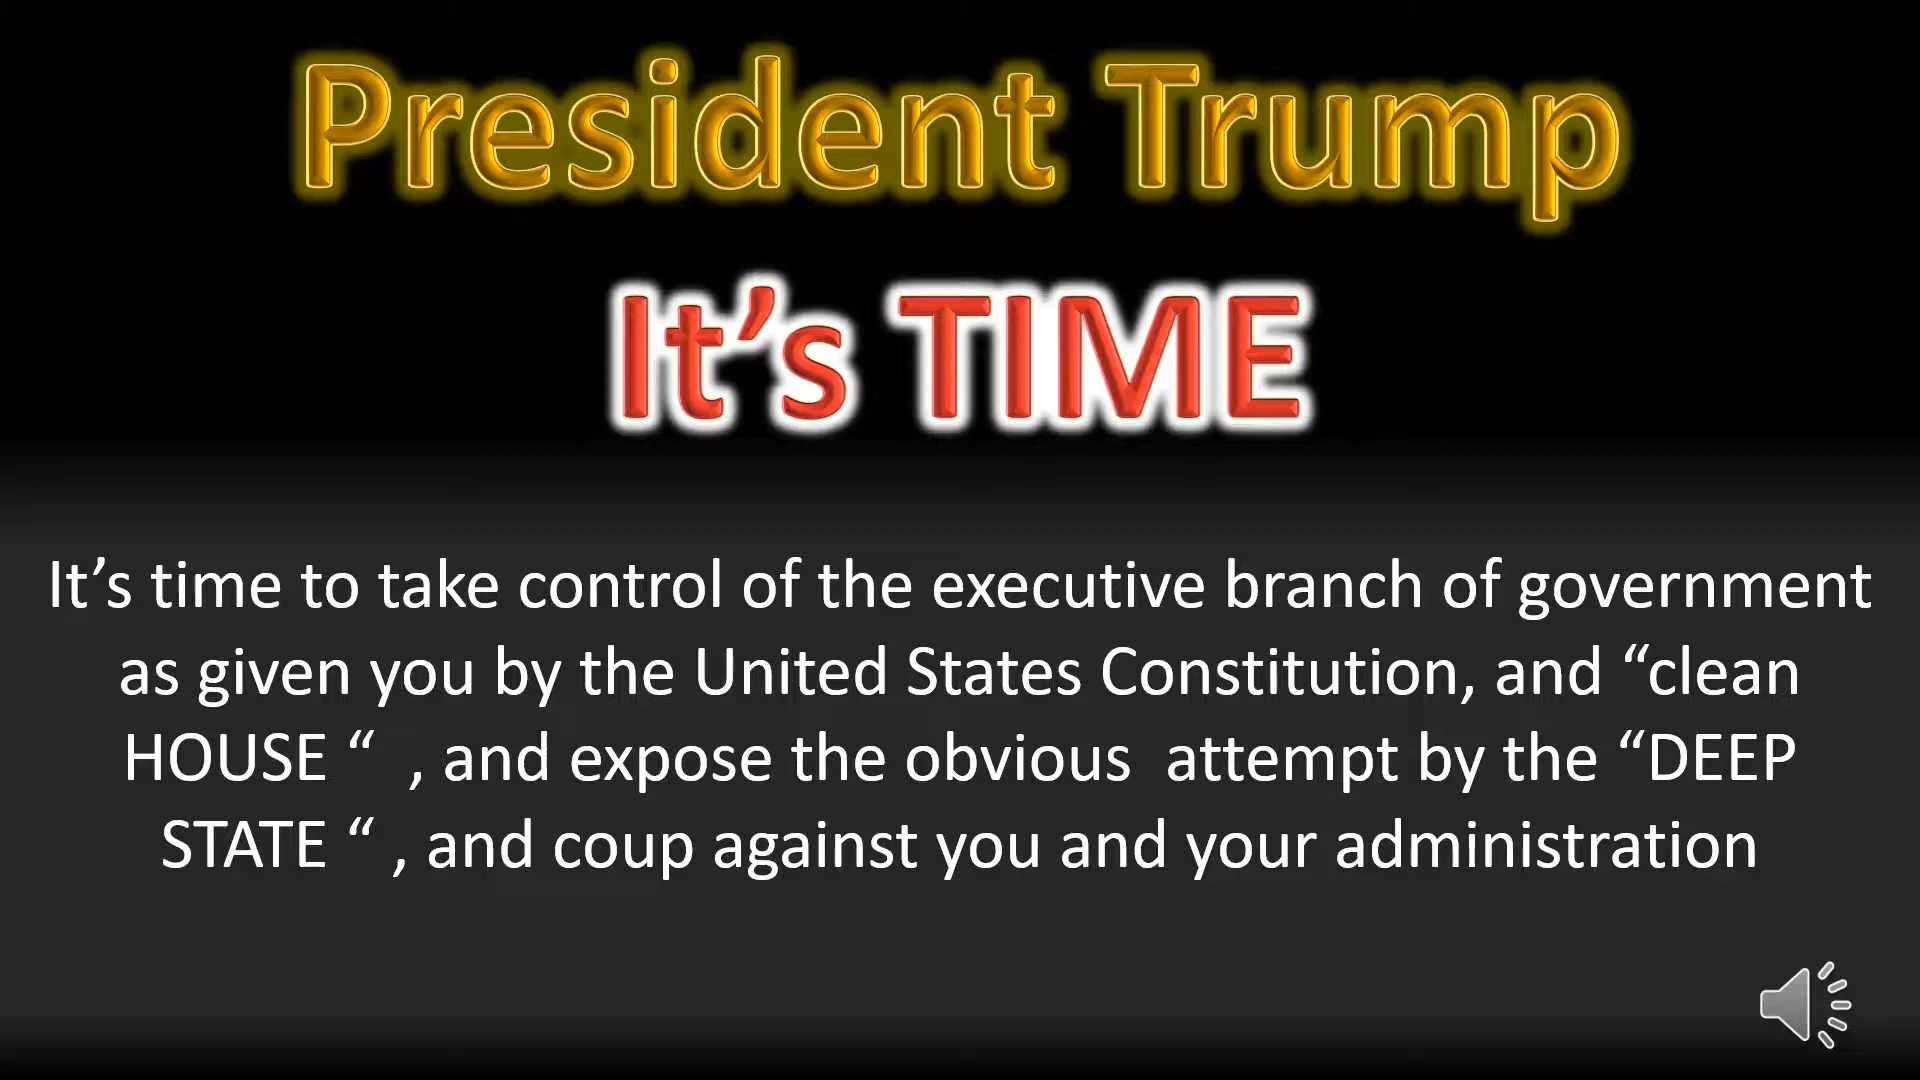 President Trump
It’s TIME
It’s time to take control of the executive branch of government
as given you by the United States Constitution, and “clean
HOUSE “  , and expose the obvious  attempt by the “DEEP
STATE “ , and coup against you and your administration